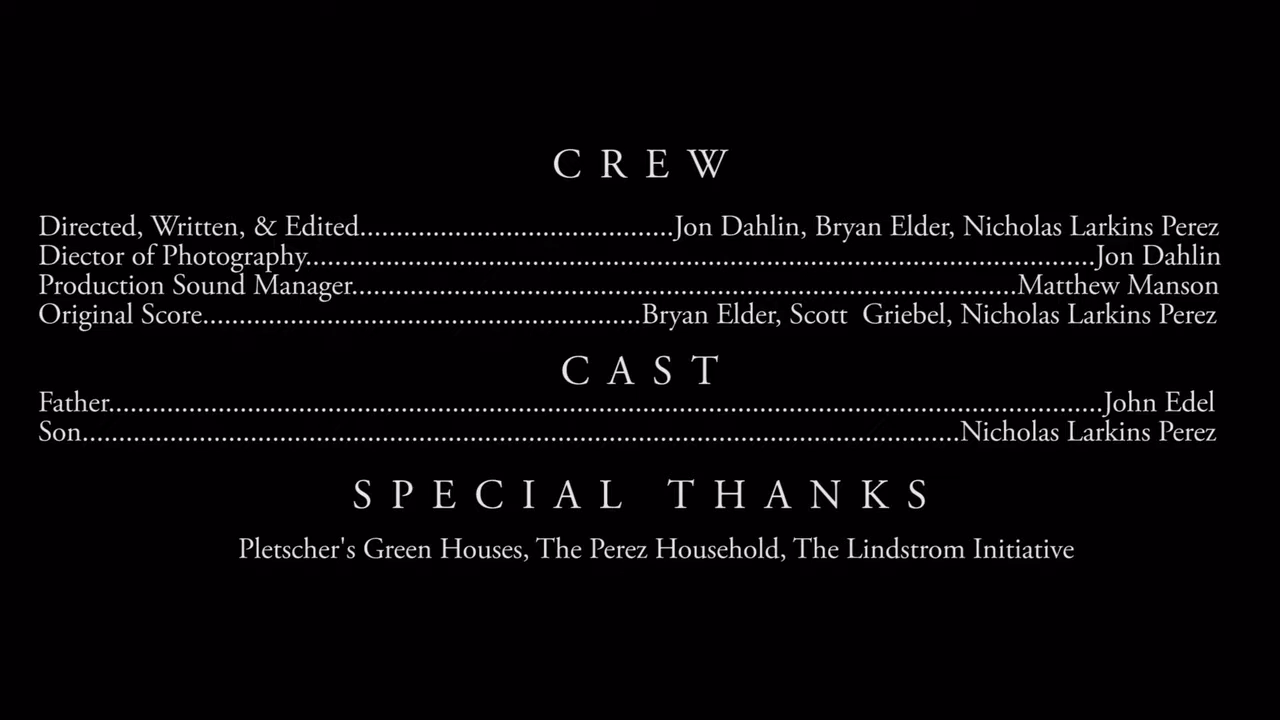 C R E W
Directed, Written, & Edited...........................................Jon Dahlin, Bryan Elder, Nicholas Larkins Perez
Diector of Photography.............................................................................................................Jon Dahlin
Production Sound Manager...........................................................................................Matthew Manson
Original Score............................................................Bryan Elder, Scott  Griebel, Nicholas Larkins Perez
C A S T
Father.........................................................................................................................................John Edel
Son.........................................................................................................................Nicholas Larkins Perez
S P E C I A L   T H A N K S
Pletscher's Green Houses, The Perez Household, The Lindstrom Initiative